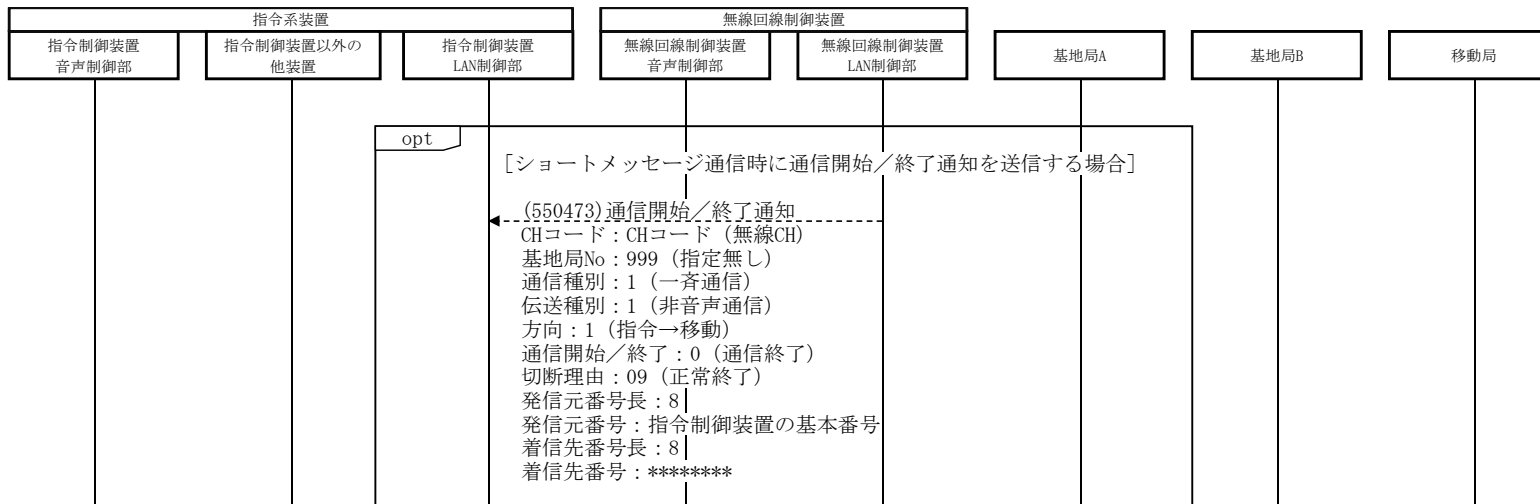 指令系装置
無線回線制御装置
指令制御装置
音声制御部
指令制御装置以外の
他装置
指令制御装置
LAN制御部
無線回線制御装置
音声制御部
無線回線制御装置
LAN制御部
基地局A
基地局B
移動局
opt
[ショートメッセージ通信時に通信開始／終了通知を送信する場合]
(550473)通信開始／終了通知
CHコード：CHコード（無線CH）
基地局No：999（指定無し）
通信種別：1（一斉通信）
伝送種別：1（非音声通信）
方向：1（指令→移動）
通信開始／終了：0（通信終了）
切断理由：09（正常終了）
発信元番号長：8
発信元番号：指令制御装置の基本番号
着信先番号長：8
着信先番号：********